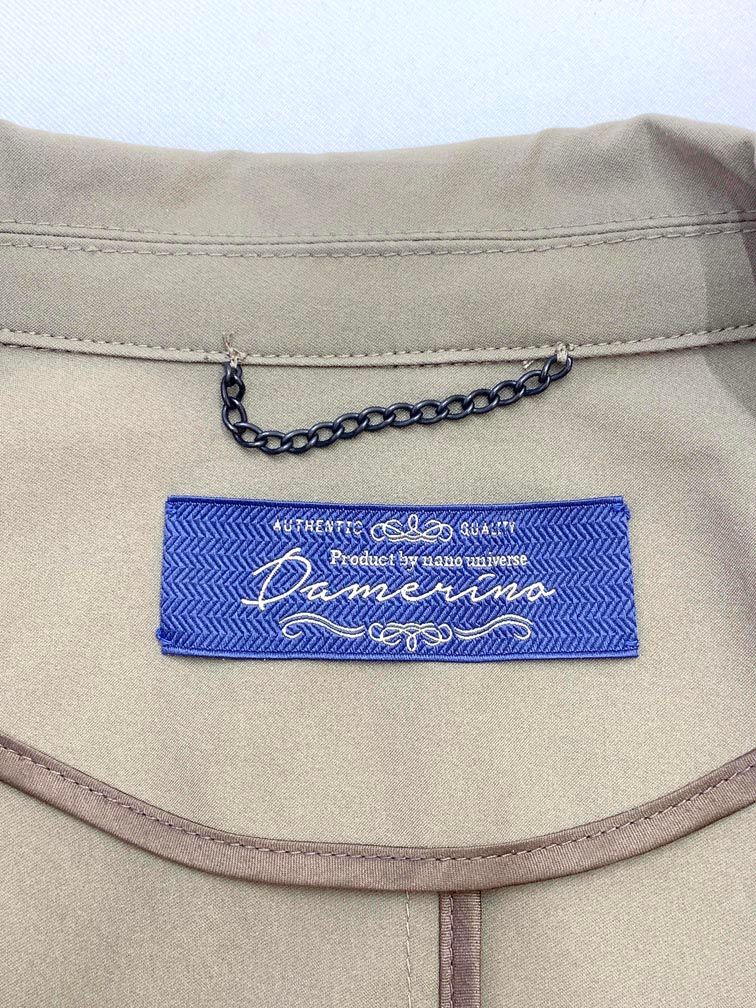 AUTHENTIC QUALITY
Product by nano universe
Damerino